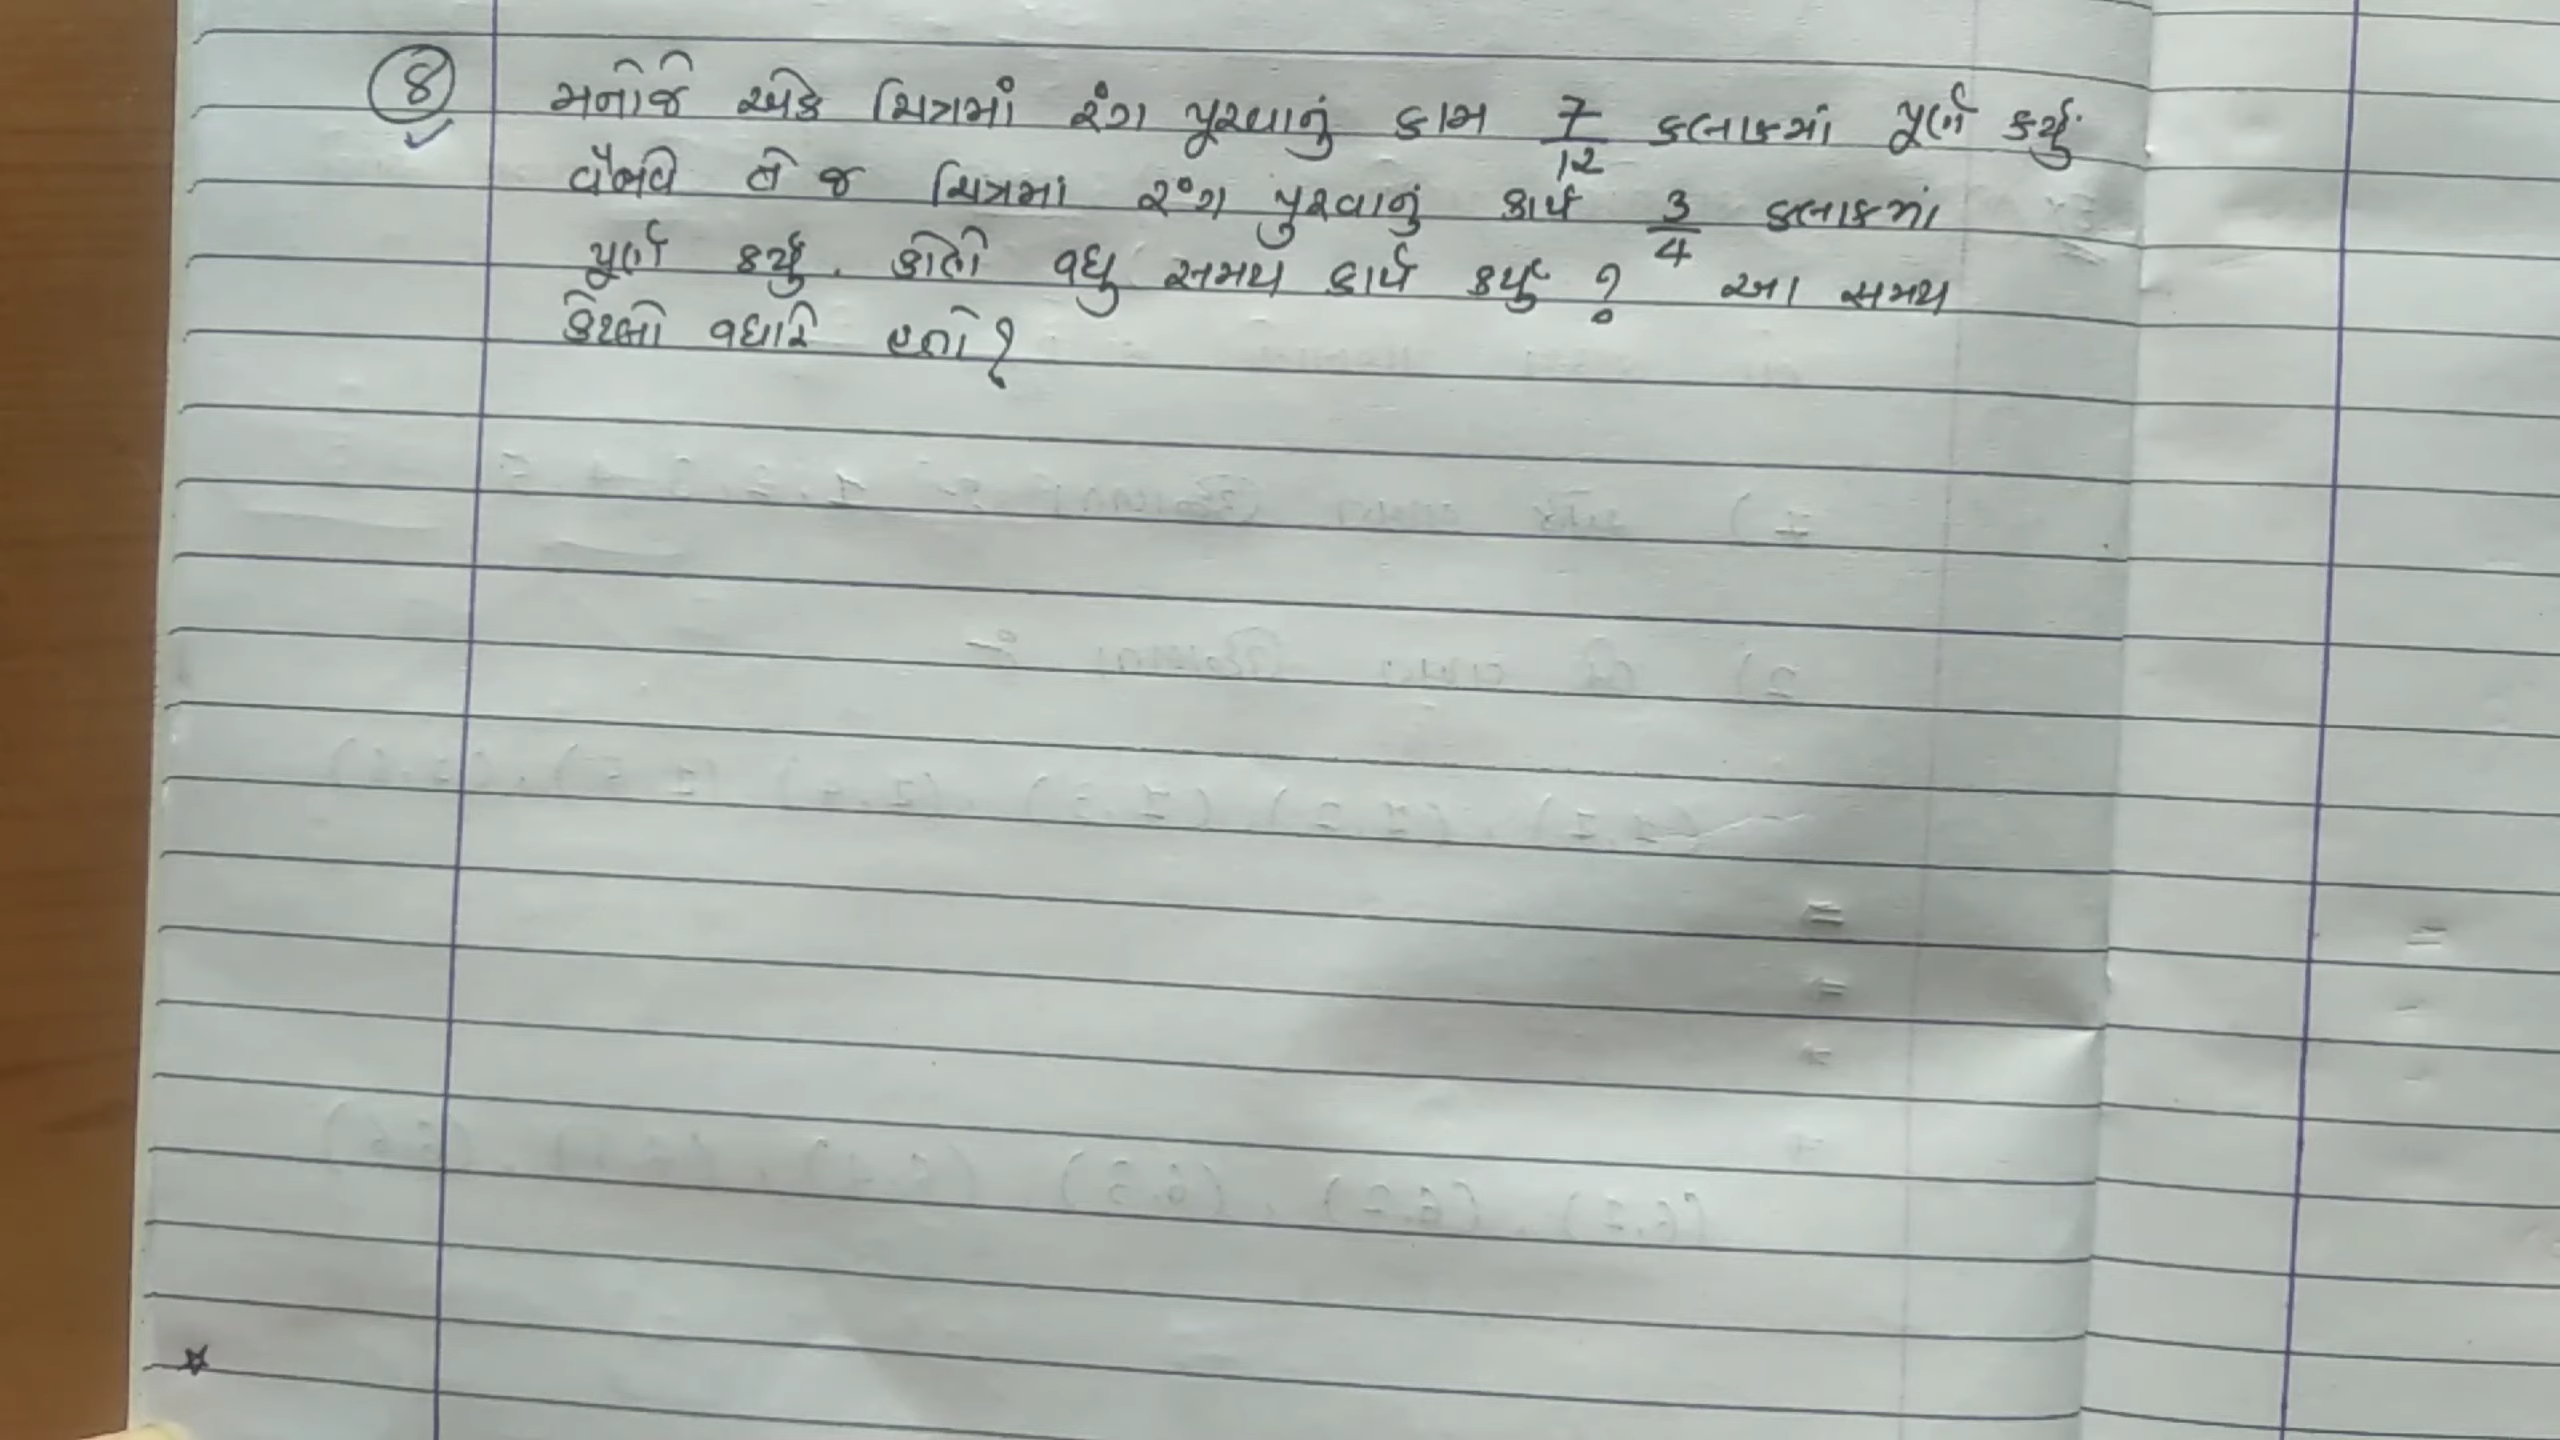 8 મનોજે એકે ચિત્રમાં રંગ પુરવાનું કામ 7/12 કલાકમાં પૂર્ણ કર્યું
વૈભવે તે જ ચિત્રમાં રંગ પુરવાનું કાર્ય 3/4 કલાકમાં
પૂર્ણ કર્યું. કોણે વધુ સમય કાર્ય કર્યું ? આ સમય
કેટલો વધારે હતો?